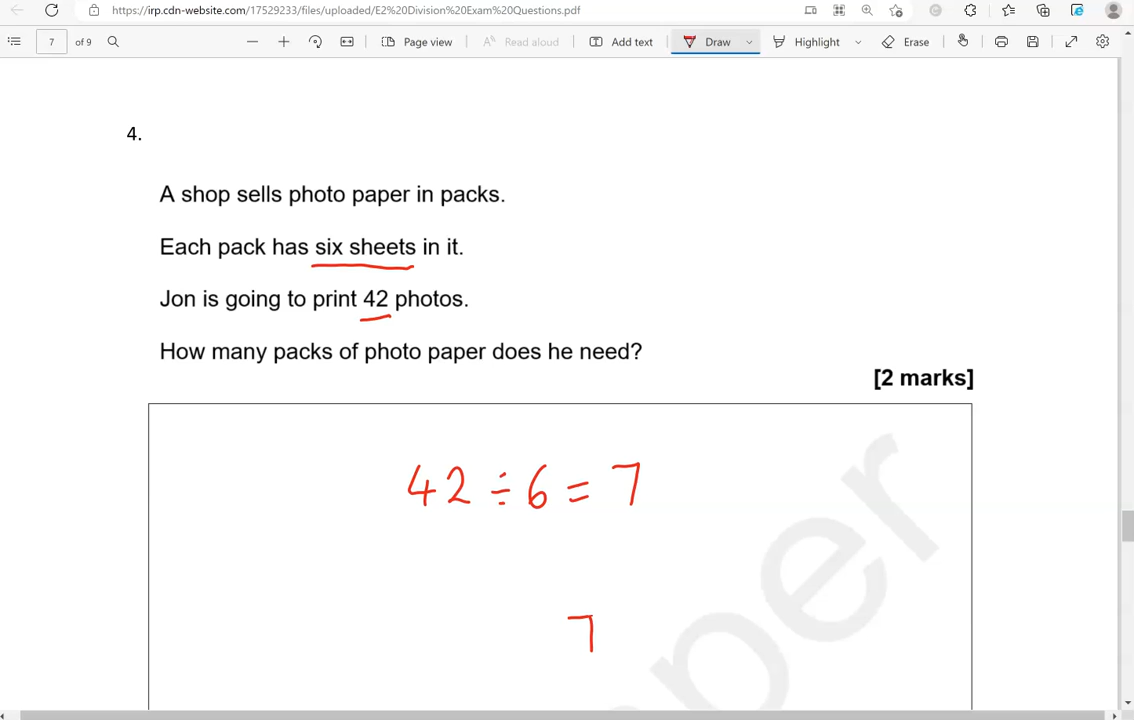 https://irp.cdn-website.com/17529233/files/uploaded/E2%20Division%20Exam%20Questions.pdf
7 of 9
Page view
Read aloud
Add text
Draw
Highlight
Erase
4.
A shop sells photo paper in packs.
Each pack has six sheets in it.
Jon is going to print 42 photos.
How many packs of photo paper does he need?
[2 marks]
42 ÷ 6 = 7
7
per